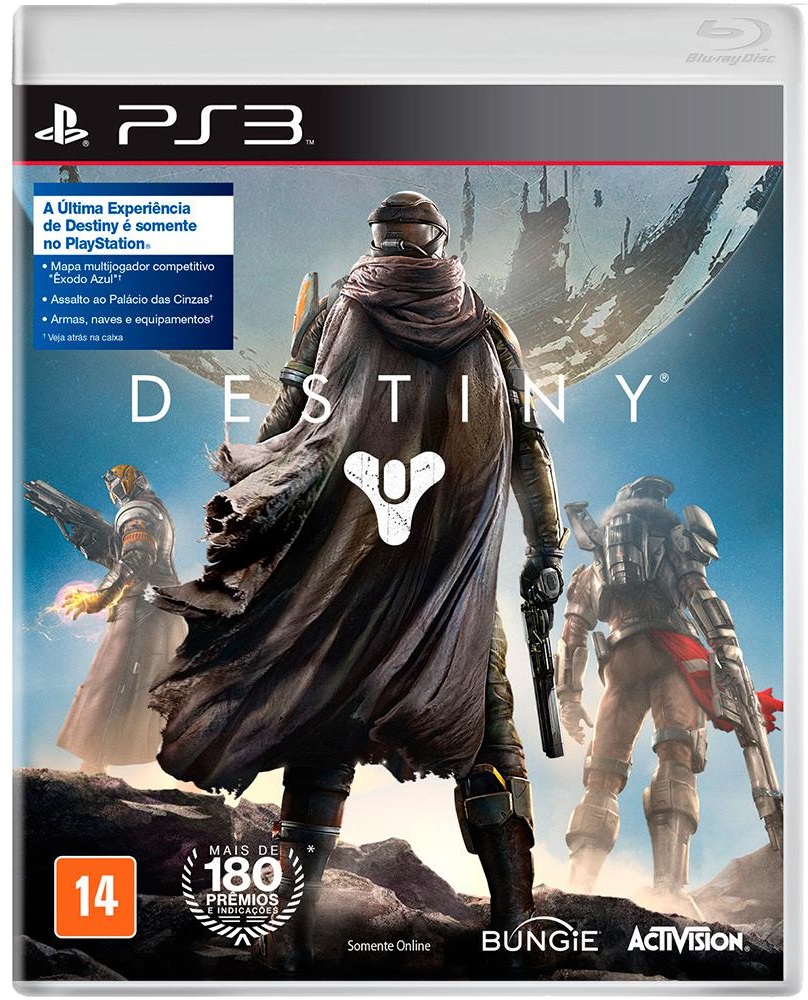 Blu-ray Disc
PS3™
A Última Experiência
de Destiny é somente
no PlayStation®
• Mapa multijogador competitivo
"Êxodo Azul"†
• Assalto ao Palácio das Cinzas†
• Armas, naves e equipamentos†
† Veja atrás na caixa
DESTINY®
14
MAIS DE
180*
PRÊMIOS
E INDICAÇÕES
Somente Online
BUNGiE
ACTIVISION®